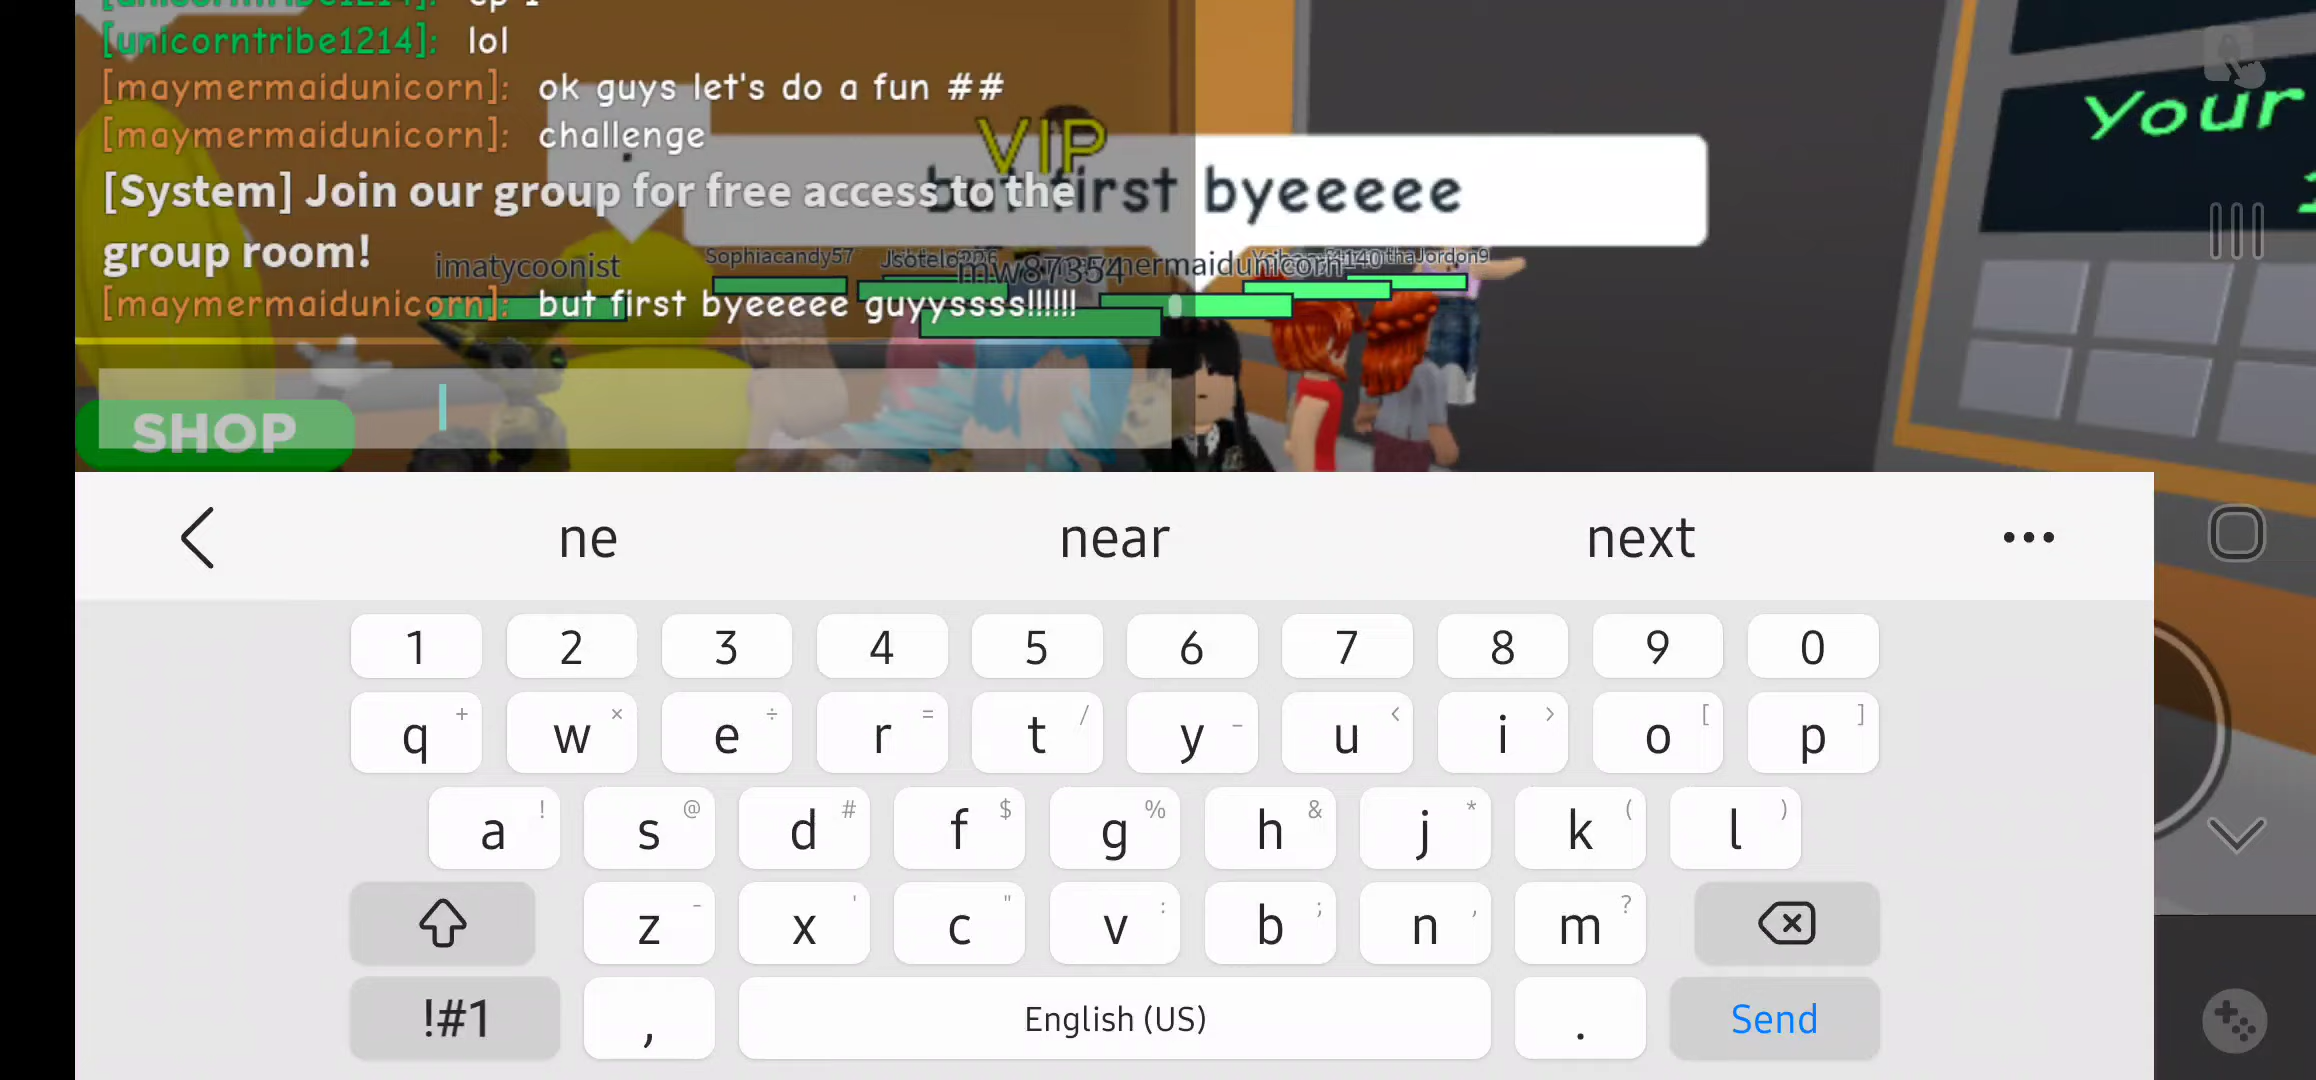 [unicorntribe1214]: lol
[maymermaidunicorn]: ok guys let's do a fun ##
[maymermaidunicorn]: challenge
VIP
[System] Join our group for free access to the
group room!
but first byeeeee
Your
imatycoonist
Sophiacandy57
mw87354
[maymermaidunicorn]: but first byeeeee guyyssss!!!!!!
SHOP
ne near next ...
1 2 3 4 5 6 7 8 9 0
q + w × e ÷ r = t / y _ u < i > o [ p ]
a ! s @ d # f $ g % h & j * k ( l )
z - x ' c " v : b ; n , m ?
!#1 , English (US) . Send